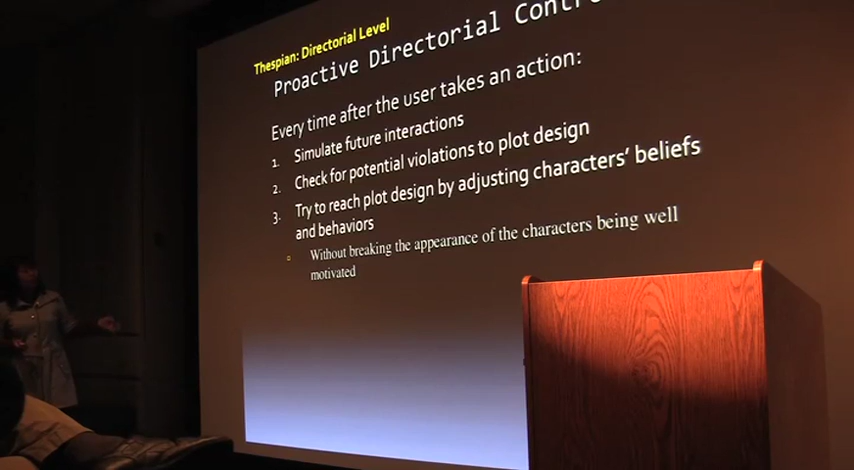 Thespian: Directorial Level
Proactive Directorial Contro
Every time after the user takes an action:
1. Simulate future interactions
2. Check for potential violations to plot design
3. Try to reach plot design by adjusting characters' beliefs
and behaviors
Without breaking the appearance of the characters being well
motivated